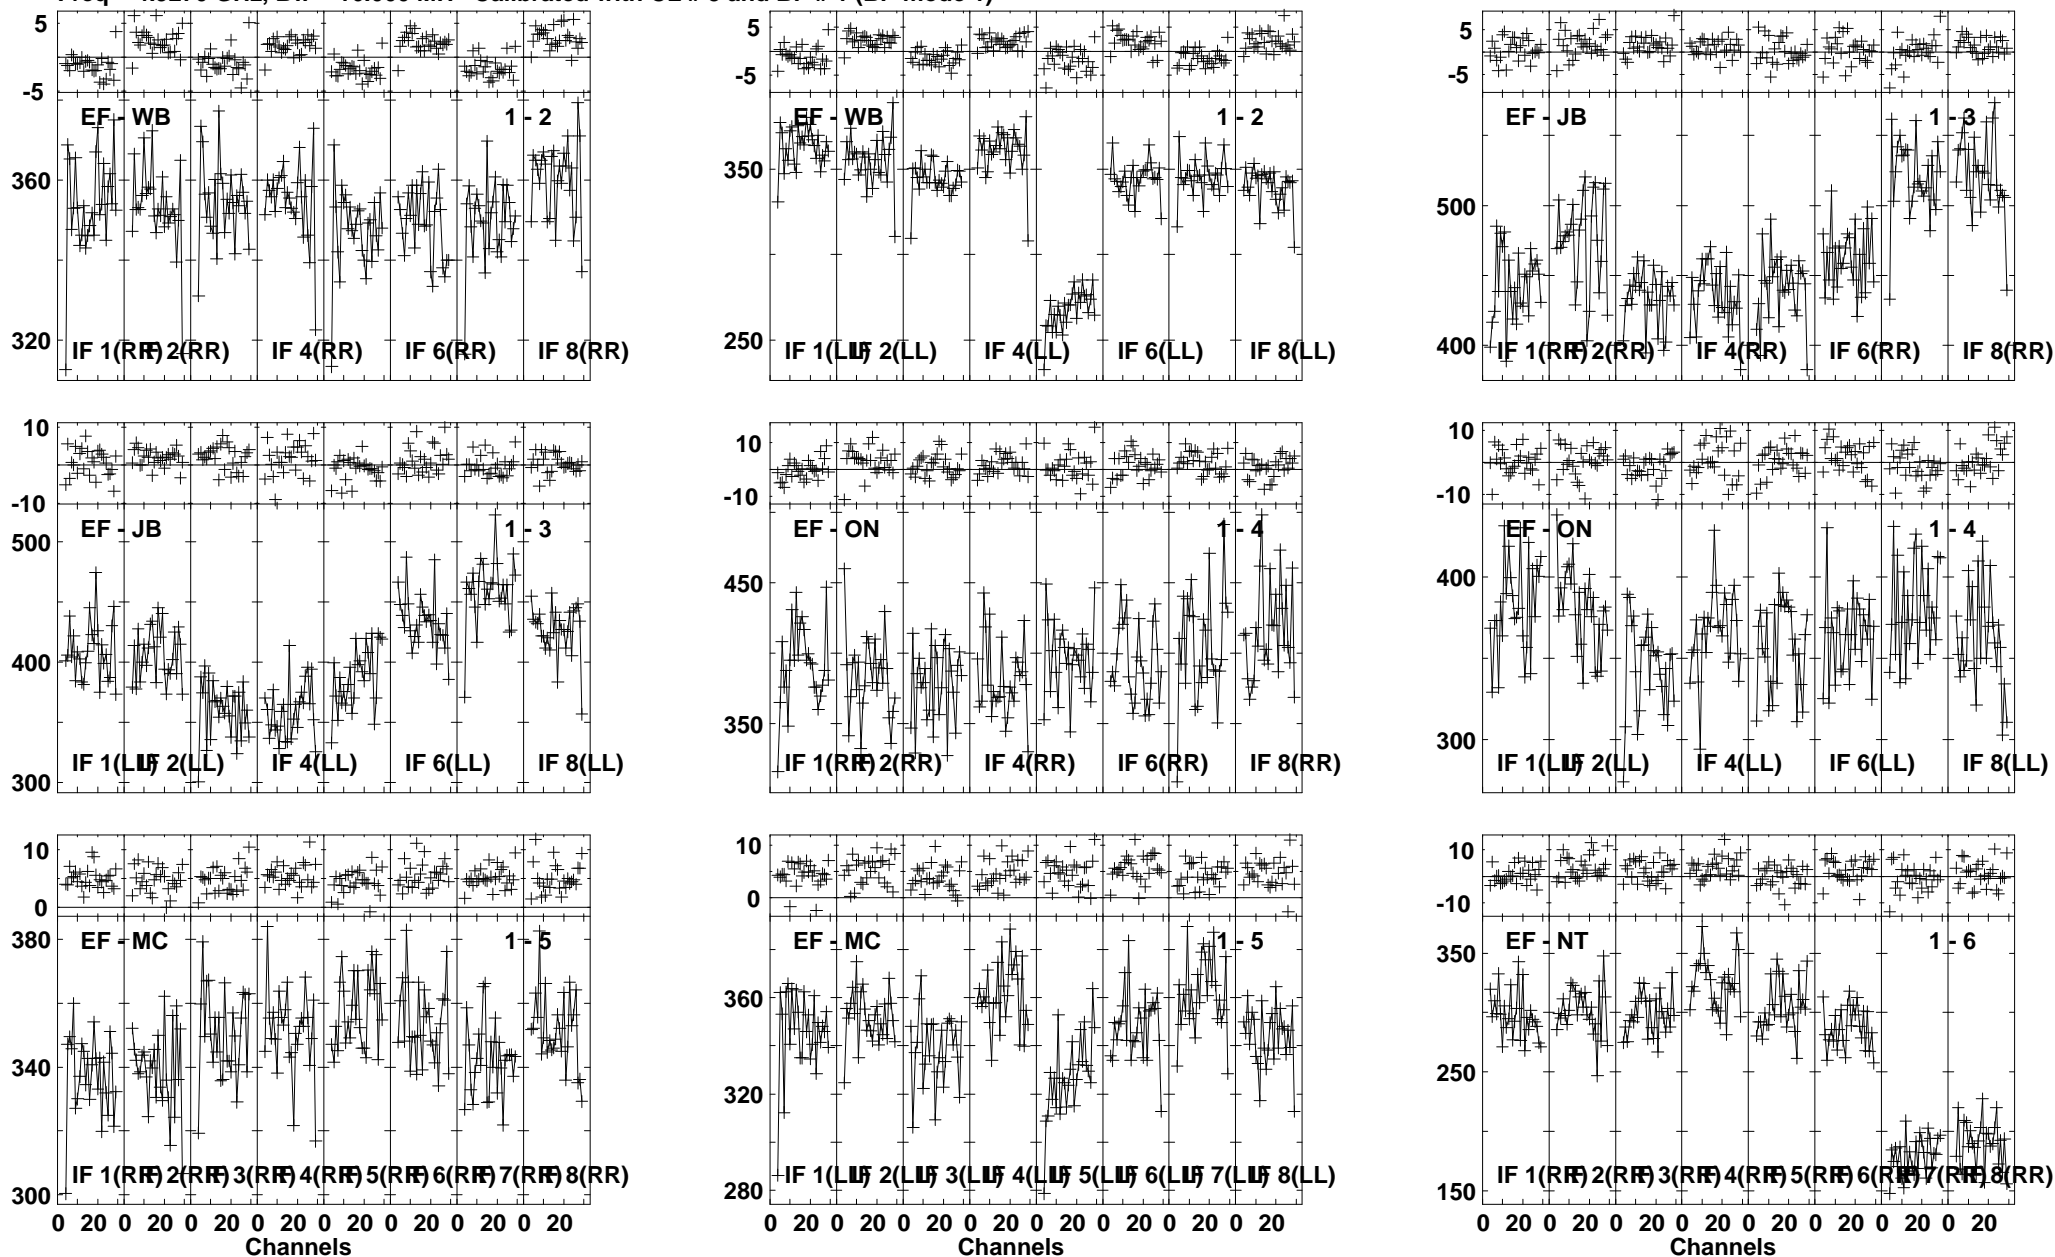 5
-5
EF - WB 1 - 2
360
320
IF 1(RR) IF 2(RR) IF 4(RR) IF 6(RR) IF 8(RR)
5
-5
EF - WB 1 - 2
350
250
IF 1(LL) IF 2(LL) IF 4(LL) IF 6(LL) IF 8(LL)
5
-5
EF - JB 1 - 3
500
400
IF 1(RR) IF 2(RR) IF 4(RR) IF 6(RR) IF 8(RR)
10
-10
EF - JB 1 - 3
500
400
300
IF 1(LL) IF 2(LL) IF 4(LL) IF 6(LL) IF 8(LL)
10
-10
EF - ON 1 - 4
450
350
IF 1(RR) IF 2(RR) IF 4(RR) IF 6(RR) IF 8(RR)
10
-10
EF - ON 1 - 4
400
300
IF 1(LL) IF 2(LL) IF 4(LL) IF 6(LL) IF 8(LL)
10
0
EF - MC 1 - 5
380
340
300
IF 1(RR) IF 2(RR) IF 3(RR) IF 4(RR) IF 5(RR) IF 6(RR) IF 7(RR) IF 8(RR)
0 20 0 20 0 20 0 20 0 20 0 20 0 20 0 20
Channels
10
0
EF - MC 1 - 5
360
320
280
IF 1(LL) IF 2(LL) IF 3(LL) IF 4(LL) IF 5(LL) IF 6(LL) IF 7(LL) IF 8(LL)
0 20 0 20 0 20 0 20 0 20 0 20 0 20 0 20
Channels
10
-10
EF - NT 1 - 6
350
250
150
IF 1(RR) IF 2(RR) IF 3(RR) IF 4(RR) IF 5(RR) IF 6(RR) IF 7(RR) IF 8(RR)
0 20 0 20 0 20 0 20 0 20 0 20 0 20 0 20
Channels